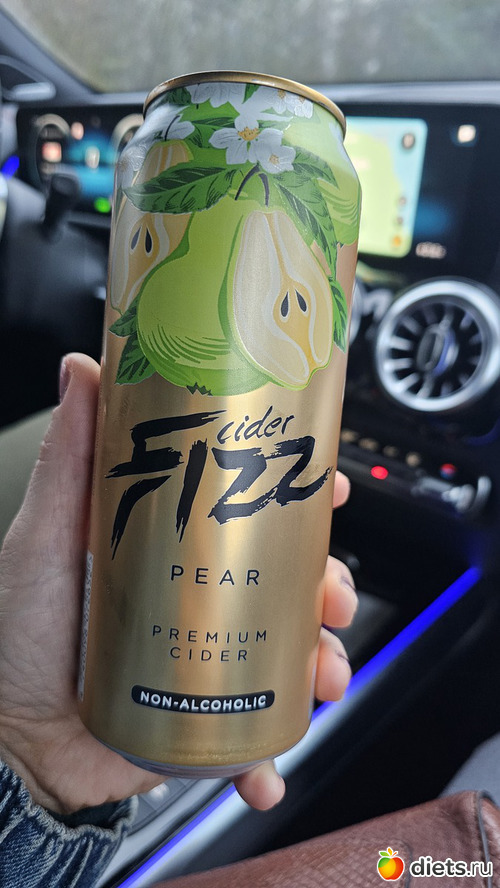 cider
FIZZ
PEAR
PREMIUM
CIDER
NON-ALCOHOLIC
diets.ru